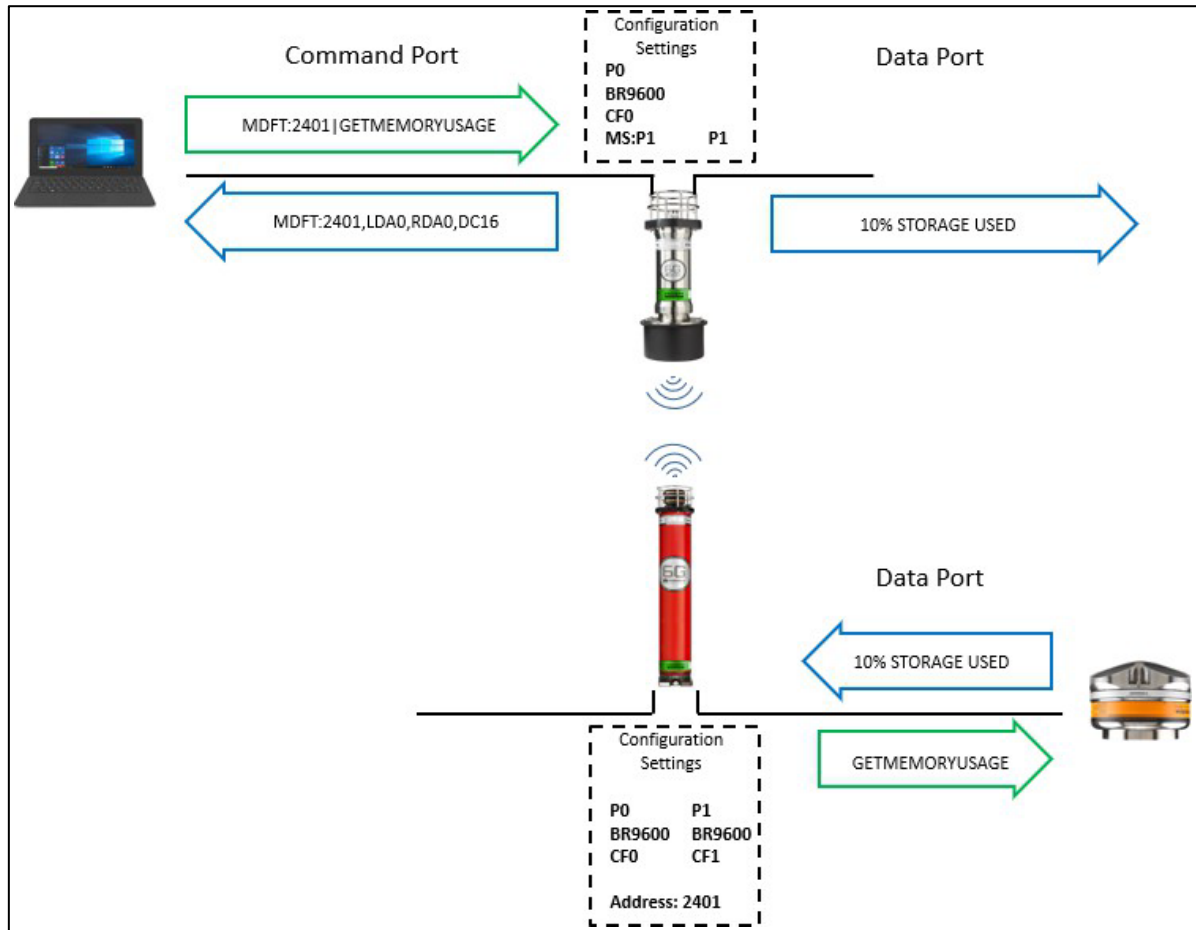 Command Port
Configuration
Settings
P0
BR9600
CF0
MS:P1 P1
Data Port
MDFT:2401|GETMEMORYUSAGE
MDFT:2401,LDA0,RDA0,DC16
10% STORAGE USED
6G
Data Port
10% STORAGE USED
GETMEMORYUSAGE
Configuration
Settings
P0 P1
BR9600 BR9600
CF0 CF1
Address: 2401